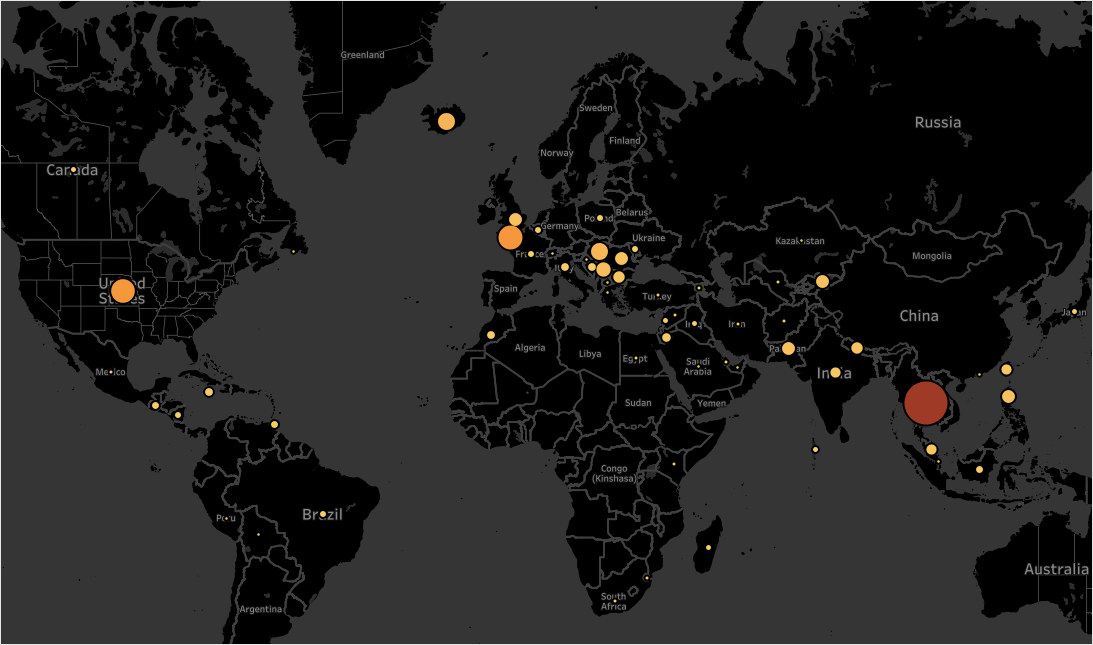 Greenland
Russia
Sweden
Finland
Norway
Canada
Poland
Belarus
Germany
Ukraine
Kazakhstan
France
Mongolia
Italy
United
States
Spain
Turkey
China
Japan
Iraq
Iran
Algeria
Libya
Pakistan
Egypt
Saudi
Arabia
Mexico
India
Sudan
Yemen
Congo
(Kinshasa)
Peru
Brazil
Australia
South
Africa
Argentina